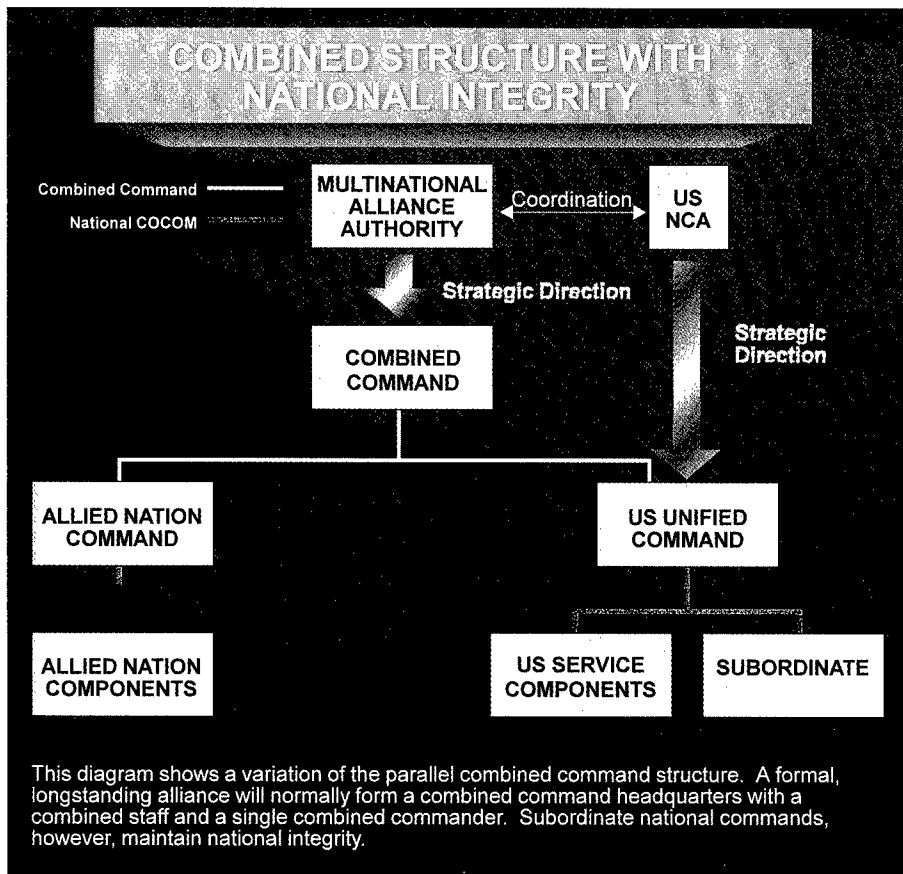 COMBINED STRUCTURE WITH
NATIONAL INTEGRITY
Combined Command
National COCOM
MULTINATIONAL
ALLIANCE
AUTHORITY
Coordination
US
NCA
Strategic Direction
Strategic
Direction
COMBINED
COMMAND
ALLIED NATION
COMMAND
US UNIFIED
COMMAND
ALLIED NATION
COMPONENTS
US SERVICE
COMPONENTS
SUBORDINATE
This diagram shows a variation of the parallel combined command structure. A formal,
longstanding alliance will normally form a combined command headquarters with a
combined staff and a single combined commander. Subordinate national commands,
however, maintain national integrity.